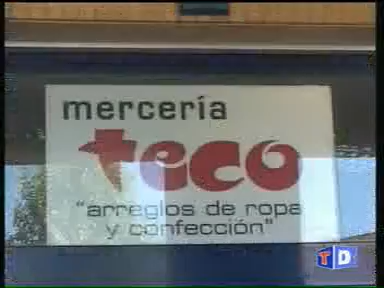 mercería
teco
"arreglos de ropa
y confección"
TD